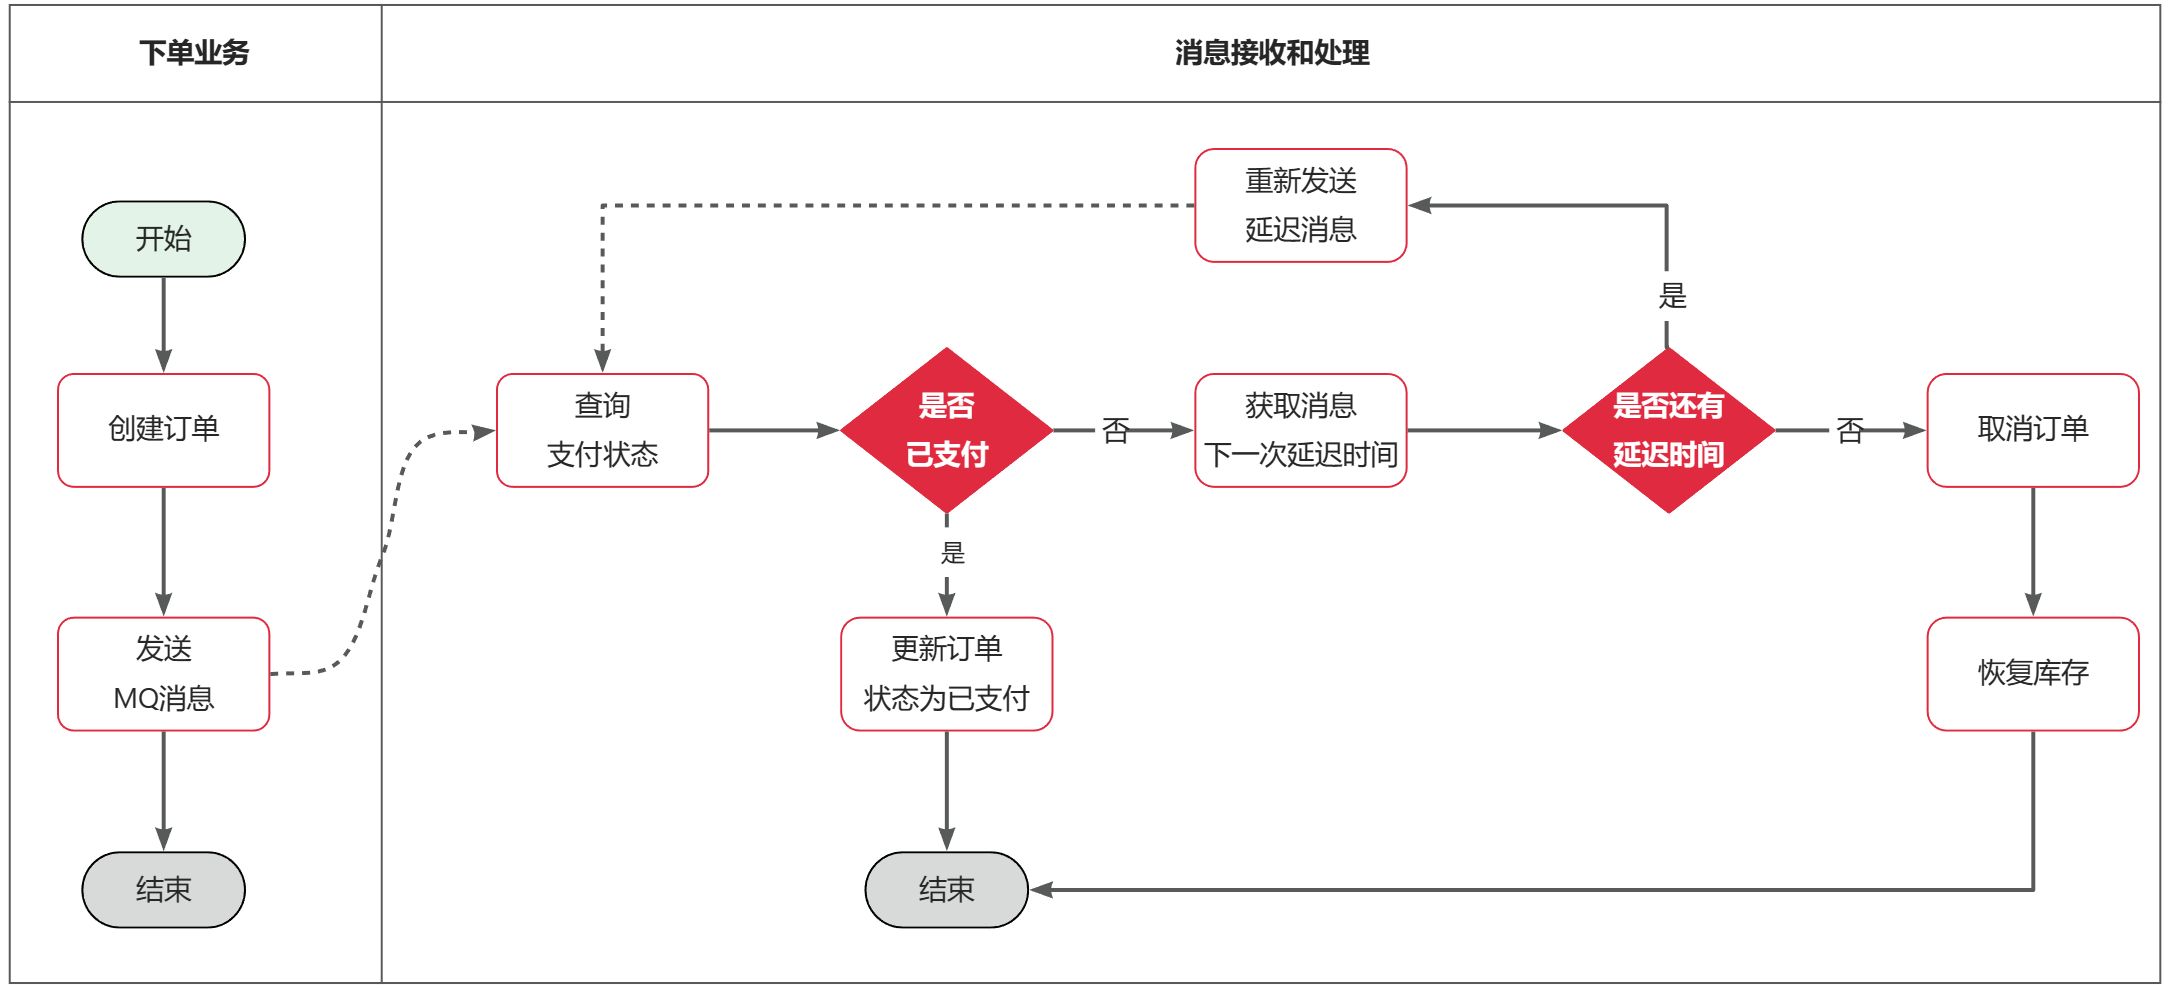 下单业务
消息接收和处理
开始
创建订单
发送
MQ消息
结束
重新发送
延迟消息
是
查询
支付状态
是否
已支付
否
获取消息
下一次延迟时间
是否还有
延迟时间
否
取消订单
是
更新订单
状态为已支付
恢复库存
结束